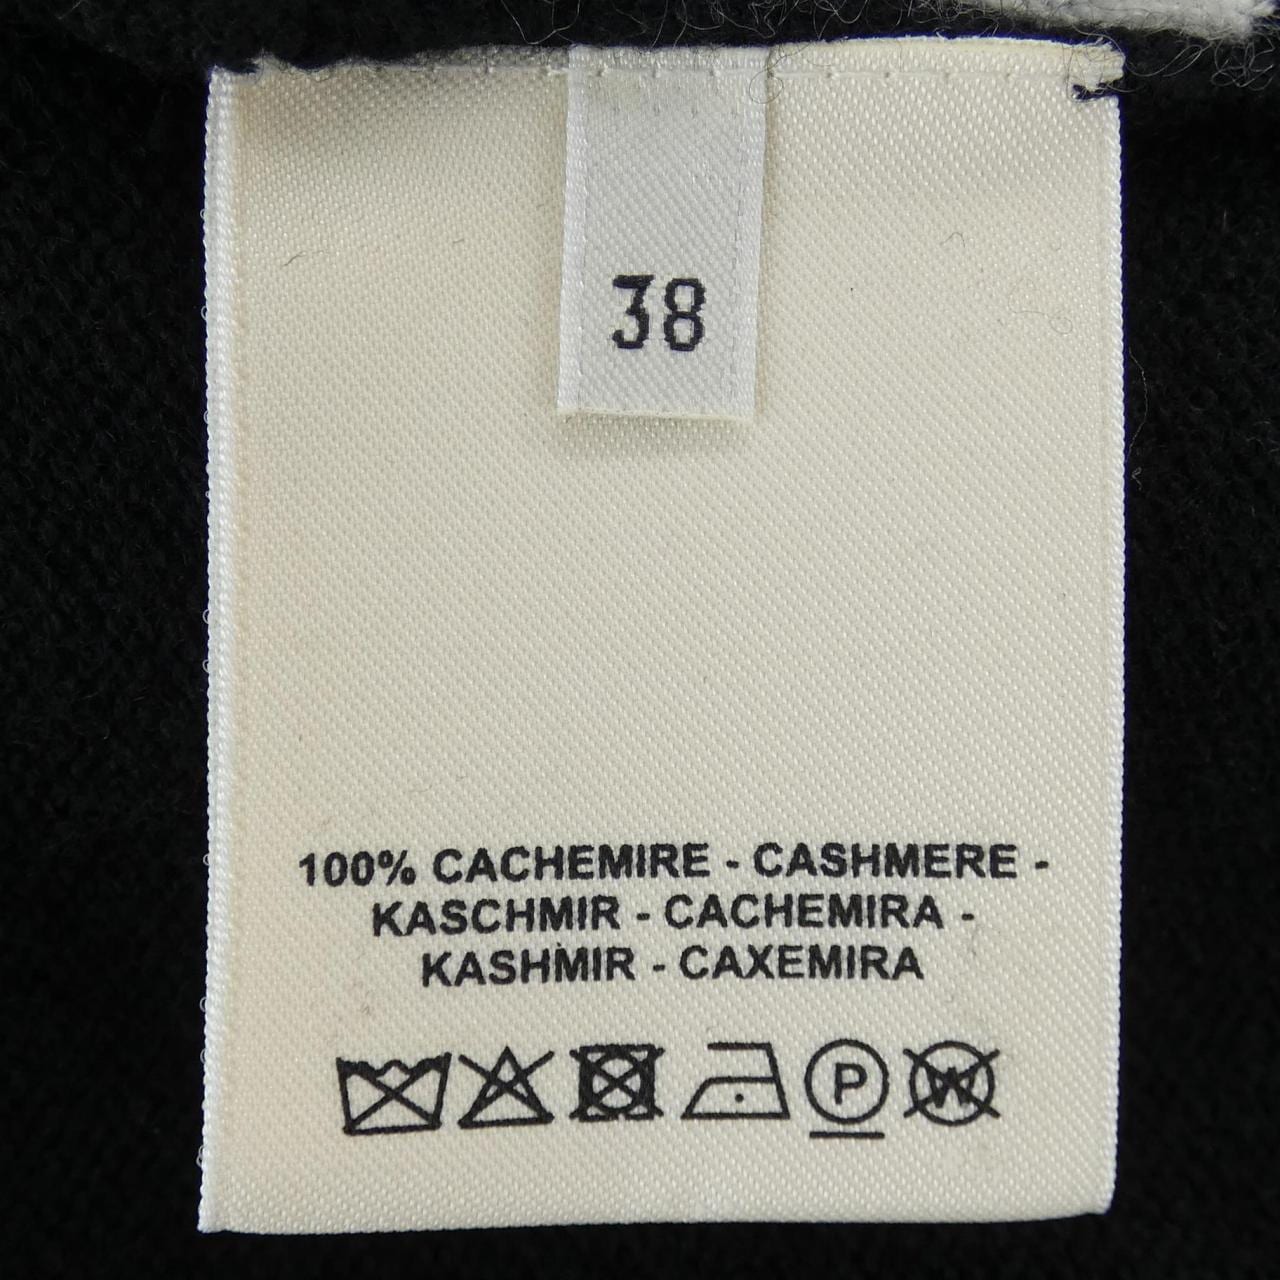 38
100% CACHEMIRE - CASHMERE -
KASCHMIR - CACHEMIRA -
KASHMIR - CAXEMIRA
P W